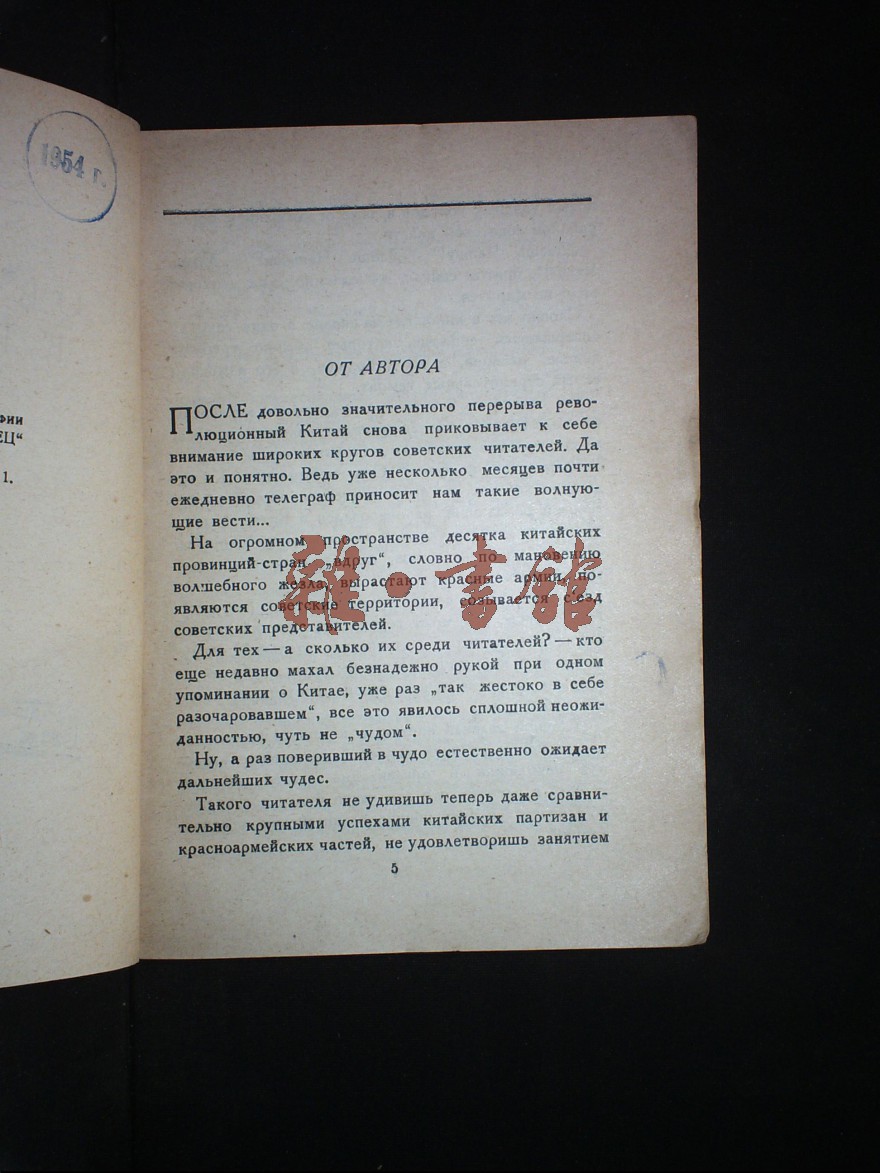 1954 г.
ЕЦ“
1.
ОТ АВТОРА
ПОСЛЕ довольно значительного перерыва рево-
люционный Китай снова приковывает к себе
внимание широких кругов советских читателей. Да
это и понятно. Ведь уже несколько месяцев почти
ежедневно телеграф приносит нам такие волную-
щие вести...
На огромном пространстве десятка китайских
провинций-стран „вдруг“, словно по мановению
волшебного жезла, вырастают красные армии, по-
являются советские территории, созывается съезд
советских представителей.
Для тех — а сколько их среди читателей? — кто
еще недавно махал безнадежно рукой при одном
упоминании о Китае, уже раз „так жестоко в себе
разочаровавшем“, все это явилось сплошной неожи-
данностью, чуть не „чудом“.
Ну, а раз поверивший в чудо естественно ожидает
дальнейших чудес.
Такого читателя не удивишь теперь даже сравни-
тельно крупными успехами китайских партизан и
красноармейских частей, не удовлетворишь занятием
5
雜·書館